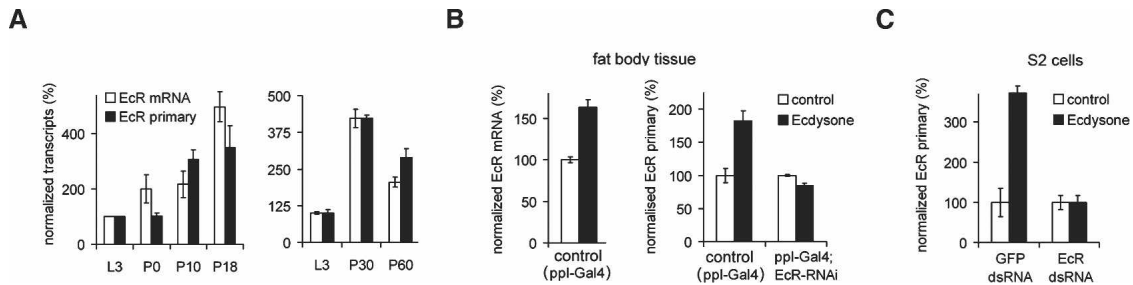 A
normalized transcripts (%)
400
200
0
EcR mRNA
EcR primary
L3 P0 P10 P18
500
375
250
125
0
L3 P30 P60
B
fat body tissue
normalized EcR mRNA (%)
150
100
50
0
control
(ppl-Gal4)
normalised EcR primary (%)
200
150
100
50
0
control
Ecdysone
control
(ppl-Gal4)
ppl-Gal4;
EcR-RNAi
C
S2 cells
normalized EcR primary (%)
300
200
100
0
control
Ecdysone
GFP
dsRNA
EcR
dsRNA